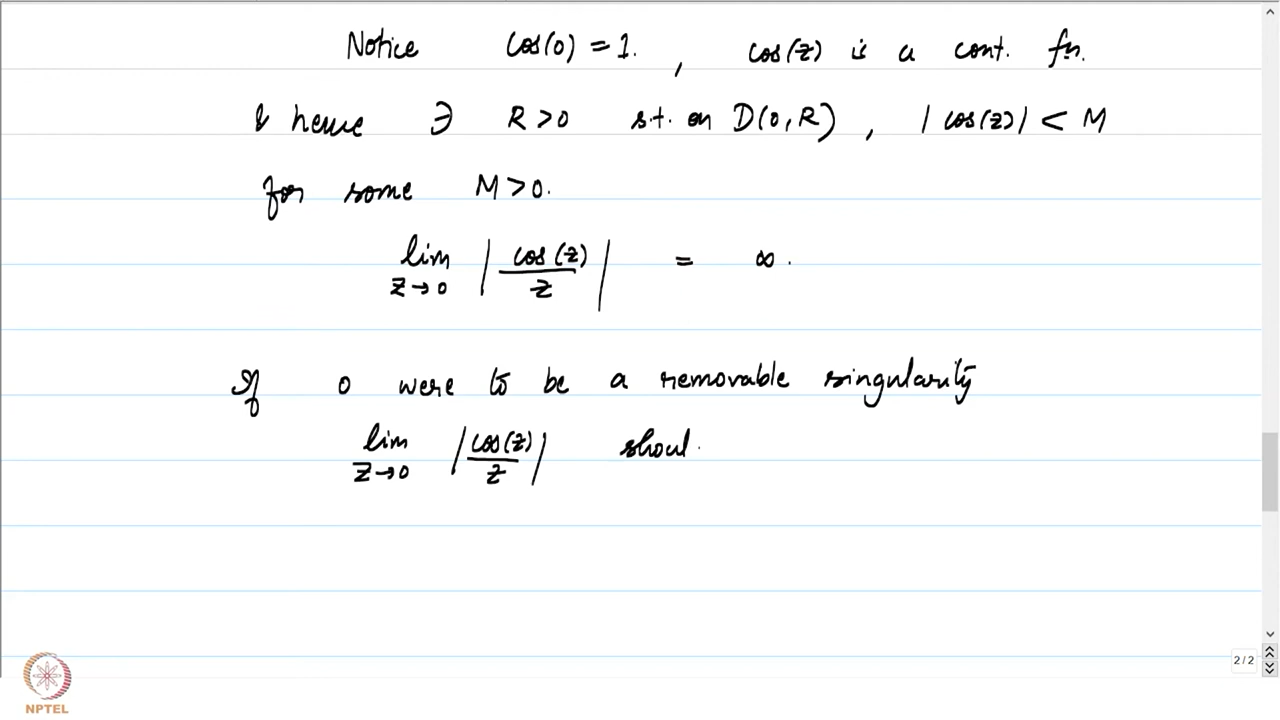 Notice cos(0) = 1. , cos(z) is a cont. fn.
& hence ∃ R > 0 s.t. on D(0, R) , | cos(z) | < M
for some M > 0.
lim z→0 | cos(z) / z | = ∞ .
If 0 were to be a removable singularity
lim z→0 | cos(z) / z | shoul.
2 / 2
NPTEL